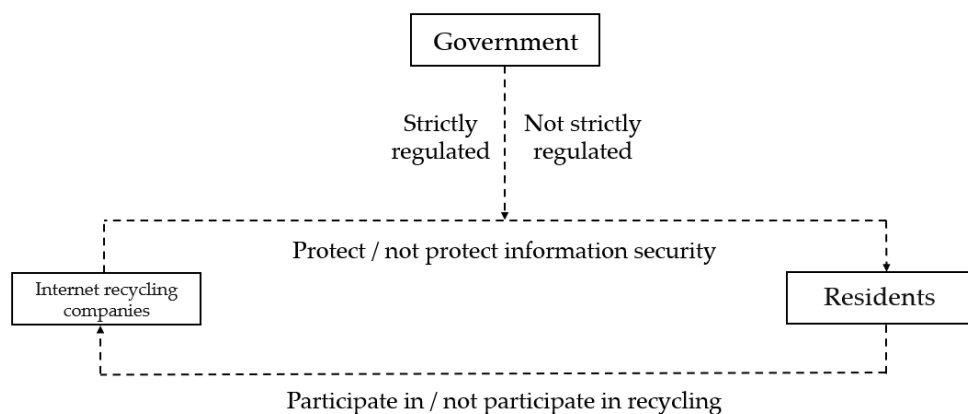 Government
Strictly
regulated
Not strictly
regulated
Protect / not protect information security
Internet recycling
companies
Residents
Participate in / not participate in recycling